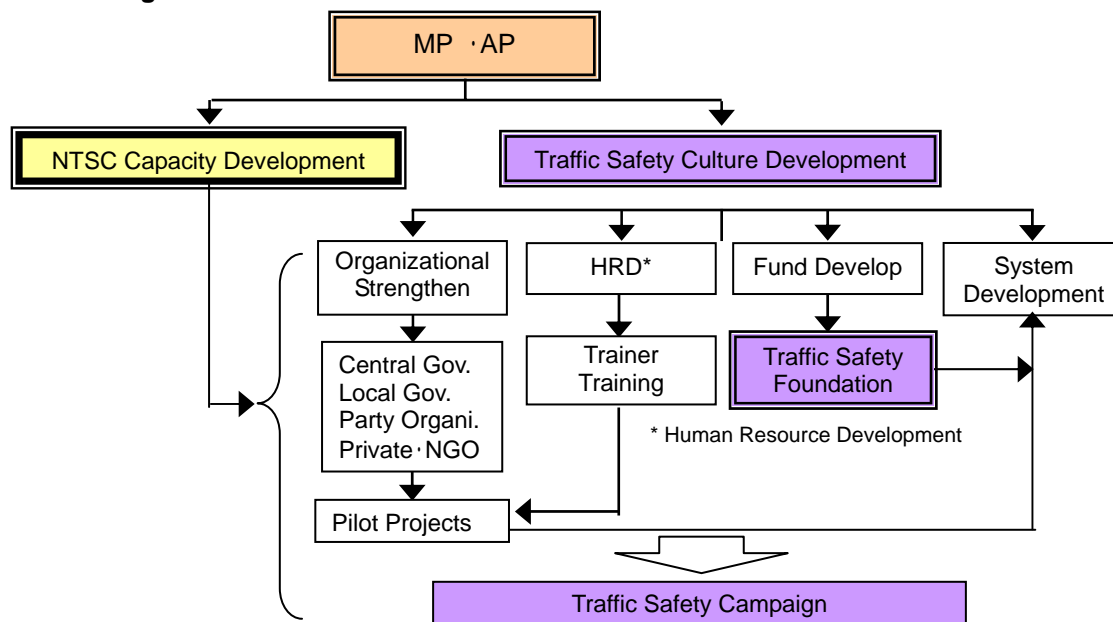 MP ・AP
NTSC Capacity Development
Traffic Safety Culture Development
Organizational
Strengthen
HRD*
Fund Develop
System
Development
Central Gov.
Local Gov.
Party Organi.
Private・NGO
Trainer
Training
Traffic Safety
Foundation
* Human Resource Development
Pilot Projects
Traffic Safety Campaign